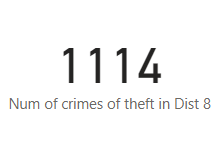 1114
Num of crimes of theft in Dist 8